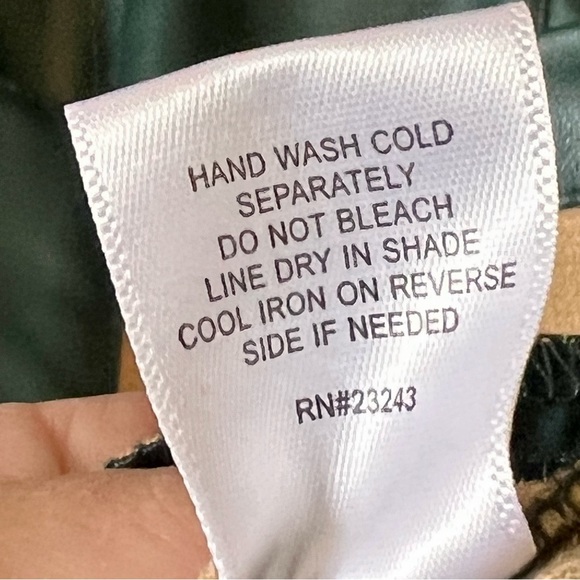 HAND WASH COLD
SEPARATELY
DO NOT BLEACH
LINE DRY IN SHADE
COOL IRON ON REVERSE
SIDE IF NEEDED
RN#23243